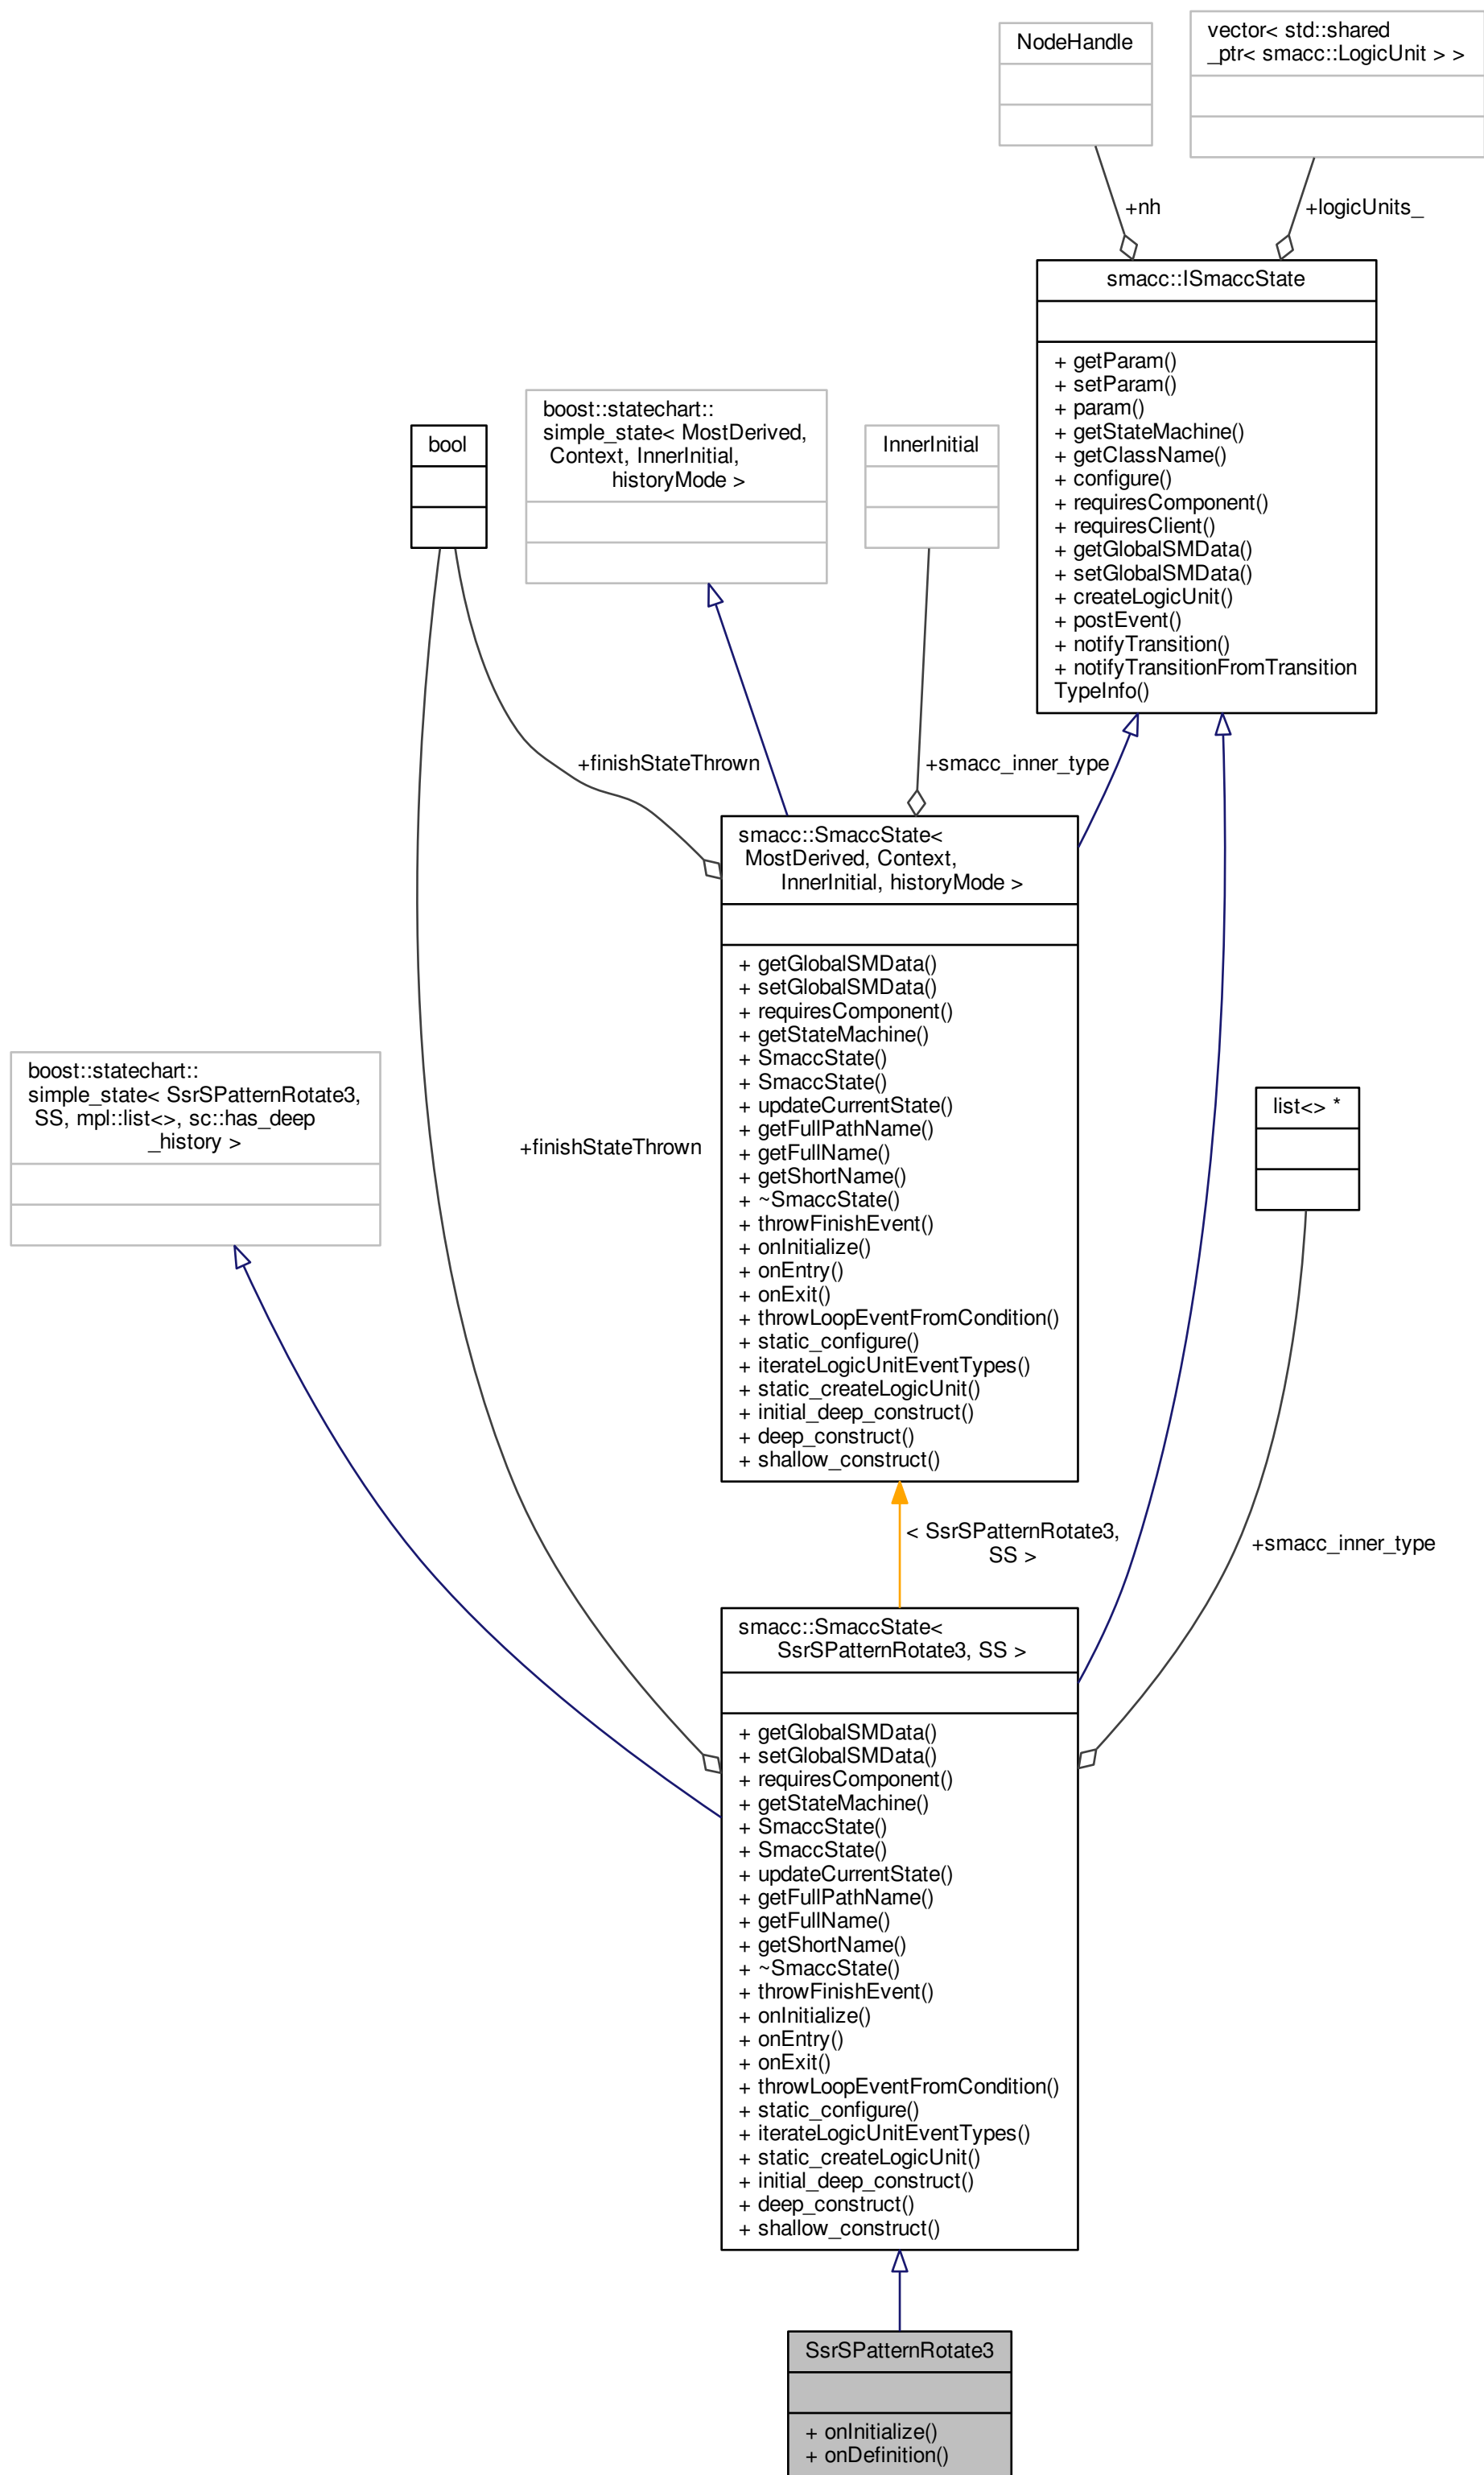 NodeHandle
vector< std::shared
_ptr< smacc::LogicUnit > >
+nh
+logicUnits_
smacc::ISmaccState
+ getParam()
+ setParam()
+ param()
+ getStateMachine()
+ getClassName()
+ configure()
+ requiresComponent()
+ requiresClient()
+ getGlobalSMData()
+ setGlobalSMData()
+ createLogicUnit()
+ postEvent()
+ notifyTransition()
+ notifyTransitionFromTransition
TypeInfo()
bool
boost::statechart::
simple_state< MostDerived,
Context, InnerInitial,
historyMode >
InnerInitial
+finishStateThrown
+smacc_inner_type
smacc::SmaccState<
MostDerived, Context,
InnerInitial, historyMode >
+ getGlobalSMData()
+ setGlobalSMData()
+ requiresComponent()
+ getStateMachine()
+ SmaccState()
+ SmaccState()
+ updateCurrentState()
+ getFullPathName()
+ getFullName()
+ getShortName()
+ ~SmaccState()
+ throwFinishEvent()
+ onInitialize()
+ onEntry()
+ onExit()
+ throwLoopEventFromCondition()
+ static_configure()
+ iterateLogicUnitEventTypes()
+ static_createLogicUnit()
+ initial_deep_construct()
+ deep_construct()
+ shallow_construct()
boost::statechart::
simple_state< SsrSPatternRotate3,
SS, mpl::list<>, sc::has_deep
_history >
+finishStateThrown
list<> *
< SsrSPatternRotate3,
SS >
+smacc_inner_type
smacc::SmaccState<
SsrSPatternRotate3, SS >
+ getGlobalSMData()
+ setGlobalSMData()
+ requiresComponent()
+ getStateMachine()
+ SmaccState()
+ SmaccState()
+ updateCurrentState()
+ getFullPathName()
+ getFullName()
+ getShortName()
+ ~SmaccState()
+ throwFinishEvent()
+ onInitialize()
+ onEntry()
+ onExit()
+ throwLoopEventFromCondition()
+ static_configure()
+ iterateLogicUnitEventTypes()
+ static_createLogicUnit()
+ initial_deep_construct()
+ deep_construct()
+ shallow_construct()
SsrSPatternRotate3
+ onInitialize()
+ onDefinition()